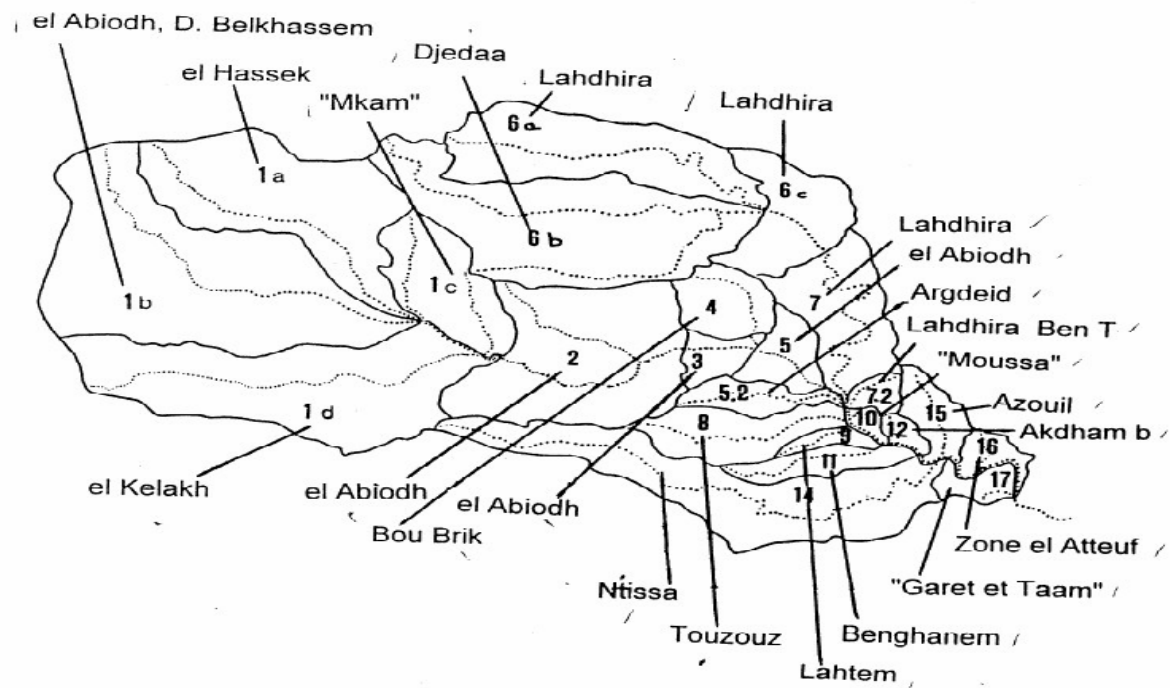 el Abiodh, D. Belkhassem
el Hassek
"Mkam"
Djedaa
Lahdhira
Lahdhira
6a
1a
6c
6b
Lahdhira
el Abiodh
Argdeid
Lahdhira Ben T
"Moussa"
Azouil
Akdham b
1b
1c
4
7
2
3
5
5.2
7.2
10
12
15
16
17
1d
8
9
11
14
el Kelakh
el Abiodh
Bou Brik
el Abiodh
Ntissa
Touzouz
Lahtem
Benghanem
"Garet et Taam"
Zone el Atteuf